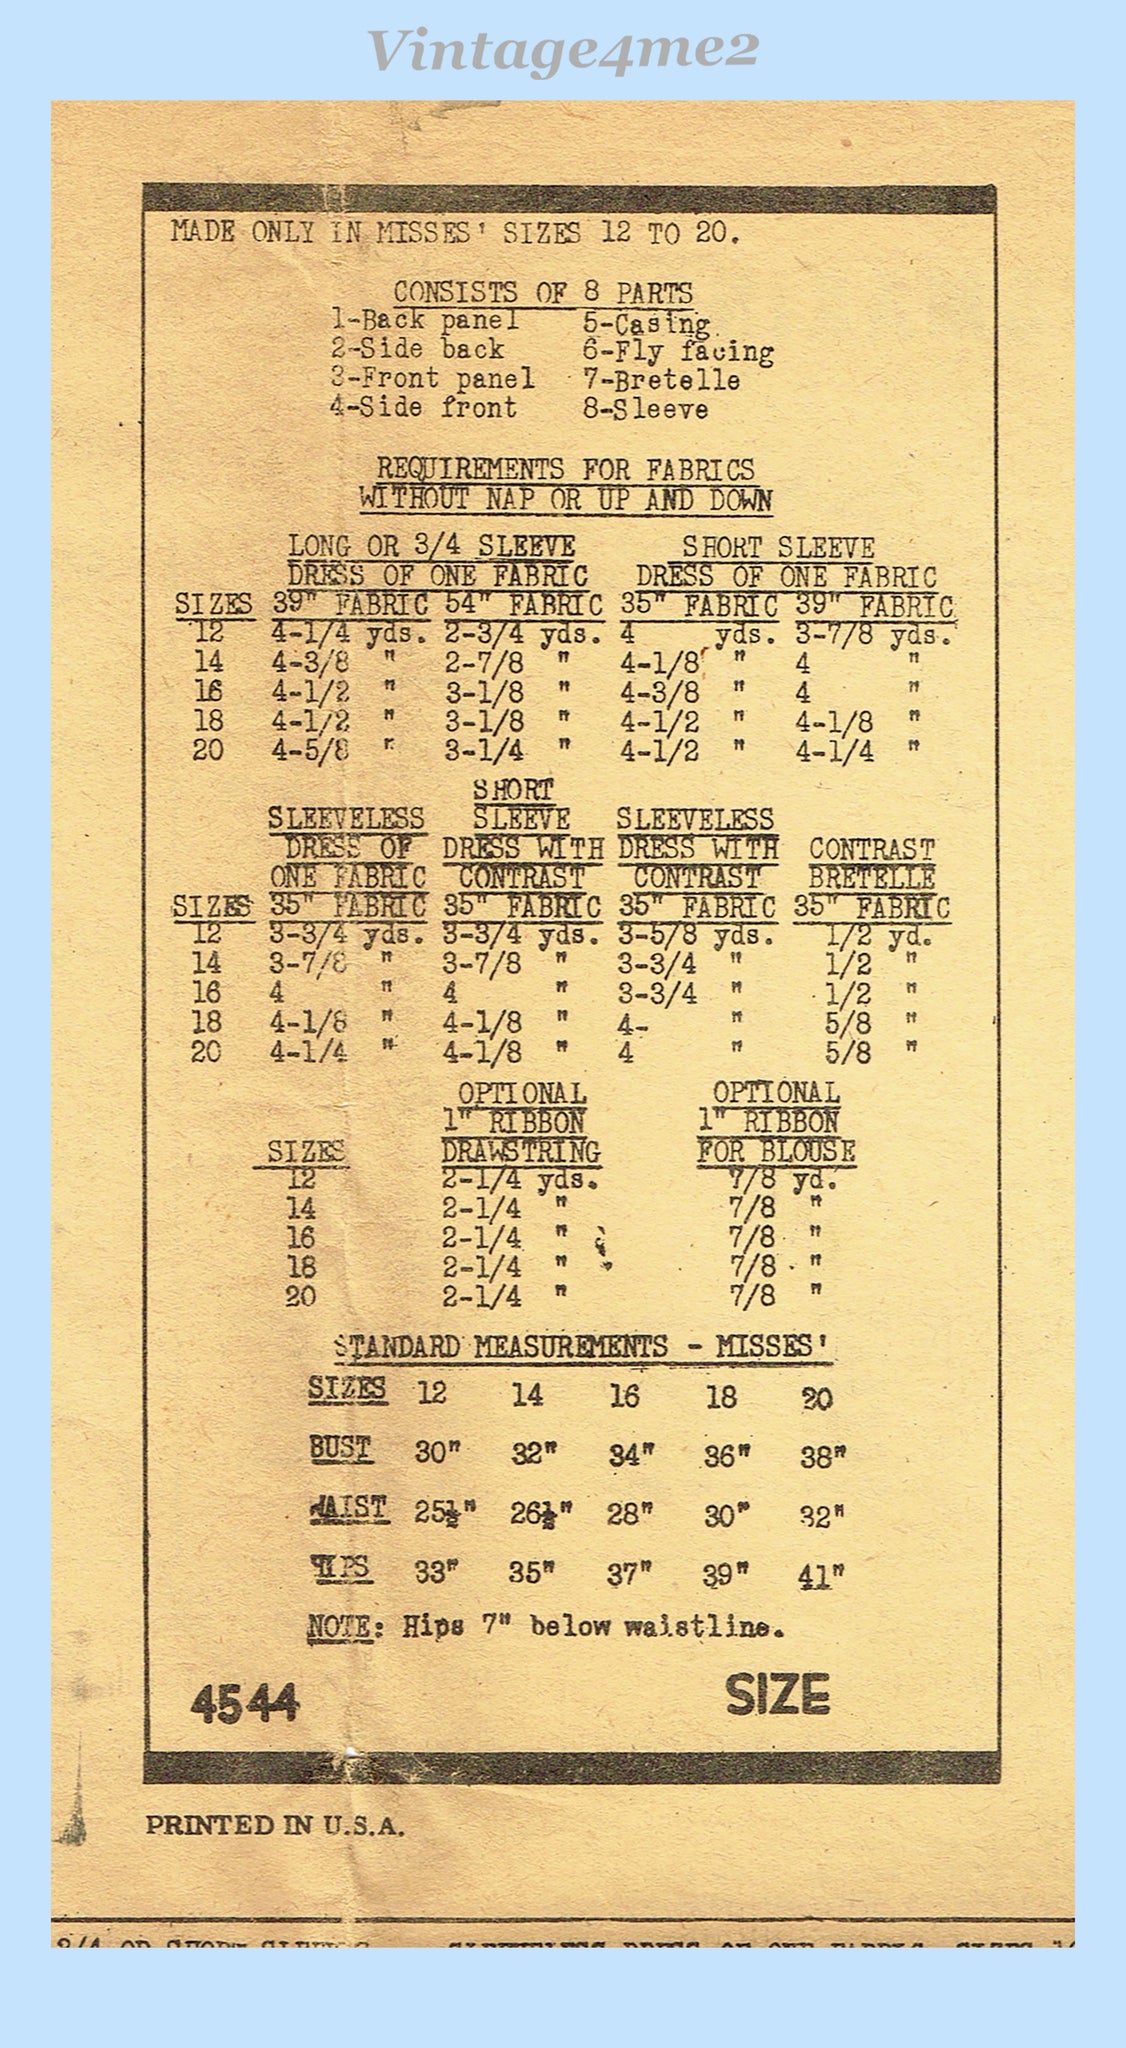 Vintage4me2
MADE ONLY IN MISSES' SIZES 12 TO 20.
CONSISTS OF 8 PARTS
1-Back panel 5-Casing
2-Side back 6-Fly facing
3-Front panel 7-Bretelle
4-Side front 8-Sleeve
REQUIREMENTS FOR FABRICS
WITHOUT NAP OR UP AND DOWN
LONG OR 3/4 SLEEVE SHORT SLEEVE
DRESS OF ONE FABRIC DRESS OF ONE FABRIC
SIZES 39" FABRIC 54" FABRIC 35" FABRIC 39" FABRIC
12 4-1/4 yds. 2-3/4 yds. 4 yds. 3-7/8 yds.
14 4-3/8 " 2-7/8 " 4-1/8 " 4 "
16 4-1/2 " 3-1/8 " 4-3/8 " 4 "
18 4-1/2 " 3-1/8 " 4-1/2 " 4-1/8 "
20 4-5/8 " 3-1/4 " 4-1/2 " 4-1/4 "
SHORT
SLEEVELESS SLEEVE SLEEVELESS
DRESS OF DRESS WITH DRESS WITH CONTRAST
ONE FABRIC CONTRAST CONTRAST BRETELLE
SIZES 35" FABRIC 35" FABRIC 35" FABRIC 35" FABRIC
12 3-3/4 yds. 3-3/4 yds. 3-5/8 yds. 1/2 yd.
14 3-7/8 " 3-7/8 " 3-3/4 " 1/2 "
16 4 " 4 " 3-3/4 " 1/2 "
18 4-1/8 " 4-1/8 " 4- " 5/8 "
20 4-1/4 " 4-1/8 " 4 " 5/8 "
OPTIONAL OPTIONAL
1" RIBBON 1" RIBBON
SIZES DRAWSTRING FOR BLOUSE
12 2-1/4 yds. 7/8 yd.
14 2-1/4 " 7/8 "
16 2-1/4 " 7/8 "
18 2-1/4 " 7/8 "
20 2-1/4 " 7/8 "
STANDARD MEASUREMENTS - MISSES'
SIZES 12 14 16 18 20
BUST 30" 32" 34" 36" 38"
WAIST 25½" 26½" 28" 30" 32"
HIPS 33" 35" 37" 39" 41"
NOTE: Hips 7" below waistline.
4544 SIZE
PRINTED IN U.S.A.